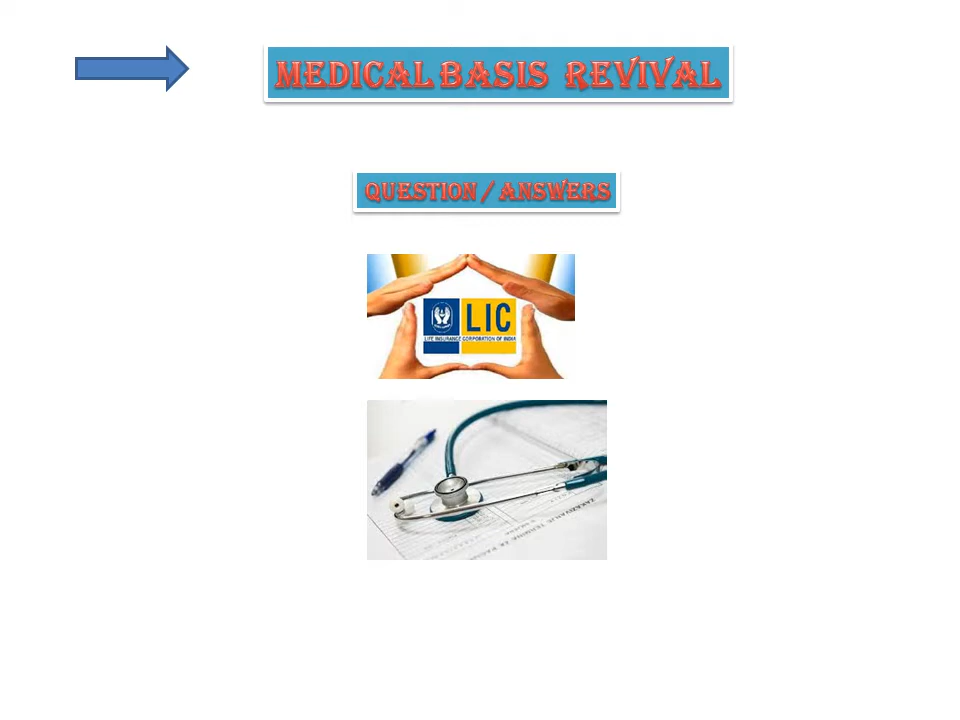 MEDICAL BASIS REVIVAL
QUESTION / ANSWERS
LIC
LIFE INSURANCE CORPORATION OF INDIA